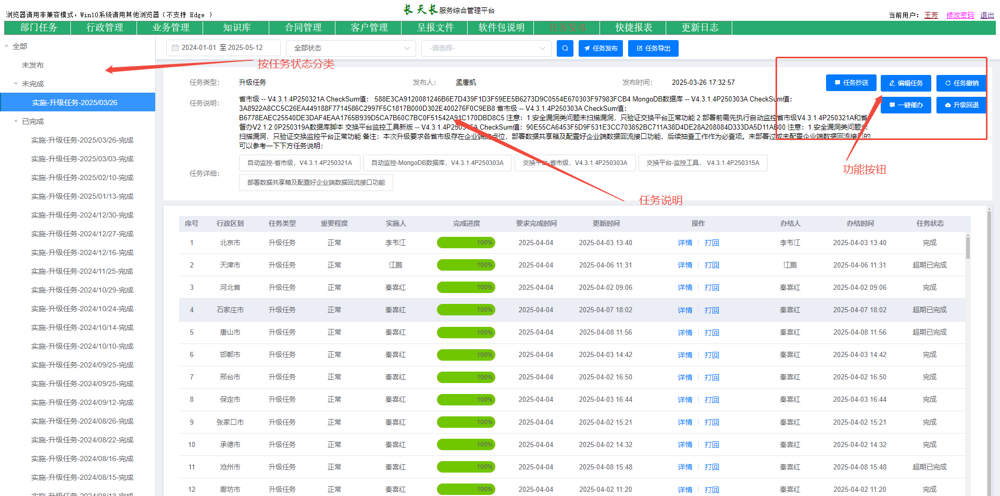 长天长服务综合管理平台
浏览器请用非兼容模式，Win10系统请用其他浏览器（不支持 Edge ）
当前用户： 王芳 修改密码 退出
部门任务 行政管理 业务管理 知识库 合同管理 客户管理 呈报文件 软件包说明 任务发布 快捷报表 更新日志
全部
未发布
未完成
实施-升级任务-2025/03/26
已完成
实施-升级任务-2025/03/26-完成
实施-升级任务-2025/03/03-完成
实施-升级任务-2025/02/10-完成
实施-升级任务-2025/01/13-完成
实施-升级任务-2024/12/30-完成
实施-升级任务-2024/12/27-完成
实施-升级任务-2024/12/16-完成
实施-升级任务-2024/11/25-完成
实施-升级任务-2024/10/29-完成
实施-升级任务-2024/10/24-完成
实施-升级任务-2024/10/14-完成
实施-升级任务-2024/10/10-完成
实施-升级任务-2024/09/25-完成
实施-升级任务-2024/09/25-完成
实施-升级任务-2024/09/12-完成
实施-升级任务-2024/08/26-完成
实施-升级任务-2024/08/22-完成
实施-升级任务-2024/08/16-完成
实施-升级任务-2024/08/15-完成
实施-升级任务-2024/08/13-完成
2024-01-01 至 2025-05-12 全部状态 -请选择- 任务发布 任务导出
按任务状态分类
任务类型： 升级任务 发布人： 孟唐凯 发布时间： 2025-03-26 17:32:57
任务抄送 编辑任务 任务撤销
一键催办 升级回退
功能按钮
任务说明：
省市级 -- V4.3.1.4P250321A CheckSum值： 588E3CA9120081246B6E7D439F1D3F59EE5B6273D9C0554E670303F97983FCB4 MongoDB数据库 -- V4.3.1.4P250303A CheckSum值：
3A8922A8CC5C26EA449188F7714586C2997F5C1817B000D302E400276F0C9EB8 省市级 -- V4.3.1.4P250303A CheckSum值：
B6778EAEC25540DE3DAF4EAA1765B939D5CA7B60C7BC0F51542A91C170DBD8C5 注意：1.安全漏洞类问题未扫描漏洞，只验证交换平台正常功能 2.部署前需先执行自动监控省市级V4.3.1.4P250321A和省
督办V2.1.2.0P250319A数据库脚本 交换平台监控工具新版 -- V4.3.1.4P250315A CheckSum值：90E55CA6453F5D9F531E3CC703852BC711A38D4DE28A208084D333DA5D11AB00 注意：1.安全漏洞类问题未
扫描漏洞，只验证交换监控平台正常功能 备注：本次升级要求各省市级存在企业端的点位，部署数据共享箱及配置好企业端数据回流接口功能，后续抽查工作作为必查项。未部署过或未配置企业端数据回流接口的
可以参考一下下方任务说明；
任务详细：
自动监控-省市级，V4.3.1.4P250321A 自动监控-MongoDB数据库，V4.3.1.4P250303A 交换平台-省市级，V4.3.1.4P250303A 交换平台-监控工具， V4.3.1.4P250315A
部署数据共享箱及配置好企业端数据回流接口功能
任务说明
序号 行政区划 任务类型 重要程度 实施人 完成进度 要求完成时间 更新时间 操作 办结人 办结时间 任务状态
1 北京市 升级任务 正常 李韦江 100% 2025-04-04 2025-04-03 13:40 详情 打回 李韦江 2025-04-03 13:40 完成
2 天津市 升级任务 正常 江鹏 100% 2025-04-04 2025-04-06 11:31 详情 打回 江鹏 2025-04-06 11:31 超期已完成
3 河北省 升级任务 正常 秦喜红 100% 2025-04-04 2025-04-02 09:06 详情 打回 秦喜红 2025-04-02 09:06 完成
4 石家庄市 升级任务 正常 秦喜红 100% 2025-04-04 2025-04-07 18:02 详情 打回 秦喜红 2025-04-07 18:02 超期已完成
5 唐山市 升级任务 正常 秦喜红 100% 2025-04-04 2025-04-08 11:56 详情 打回 秦喜红 2025-04-08 11:56 超期已完成
6 邯郸市 升级任务 正常 秦喜红 100% 2025-04-04 2025-04-03 14:42 详情 打回 秦喜红 2025-04-03 14:42 完成
7 邢台市 升级任务 正常 秦喜红 100% 2025-04-04 2025-04-02 16:50 详情 打回 秦喜红 2025-04-02 16:50 完成
8 保定市 升级任务 正常 秦喜红 100% 2025-04-04 2025-04-03 16:44 详情 打回 秦喜红 2025-04-03 16:44 完成
9 张家口市 升级任务 正常 秦喜红 100% 2025-04-04 2025-04-02 15:21 详情 打回 秦喜红 2025-04-02 15:21 完成
10 承德市 升级任务 正常 秦喜红 100% 2025-04-04 2025-04-02 14:32 详情 打回 秦喜红 2025-04-02 14:32 完成
11 沧州市 升级任务 正常 秦喜红 100% 2025-04-04 2025-04-08 15:48 详情 打回 秦喜红 2025-04-08 15:48 超期已完成
12 廊坊市 升级任务 正常 秦喜红 100% 2025-04-04 2025-04-02 11:20 详情 打回 秦喜红 2025-04-02 11:20 完成